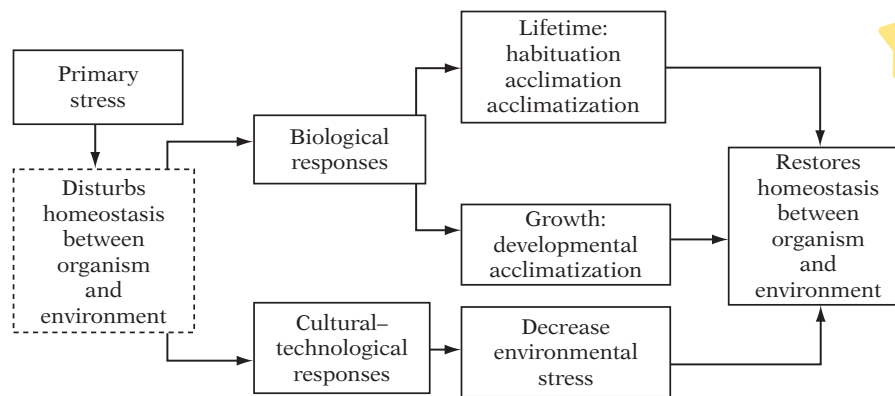 Primary
stress
Disturbs
homeostasis
between
organism
and
environment
Biological
responses
Cultural–
technological
responses
Lifetime:
habituation
acclimation
acclimatization
Growth:
developmental
acclimatization
Decrease
environmental
stress
Restores
homeostasis
between
organism
and
environment